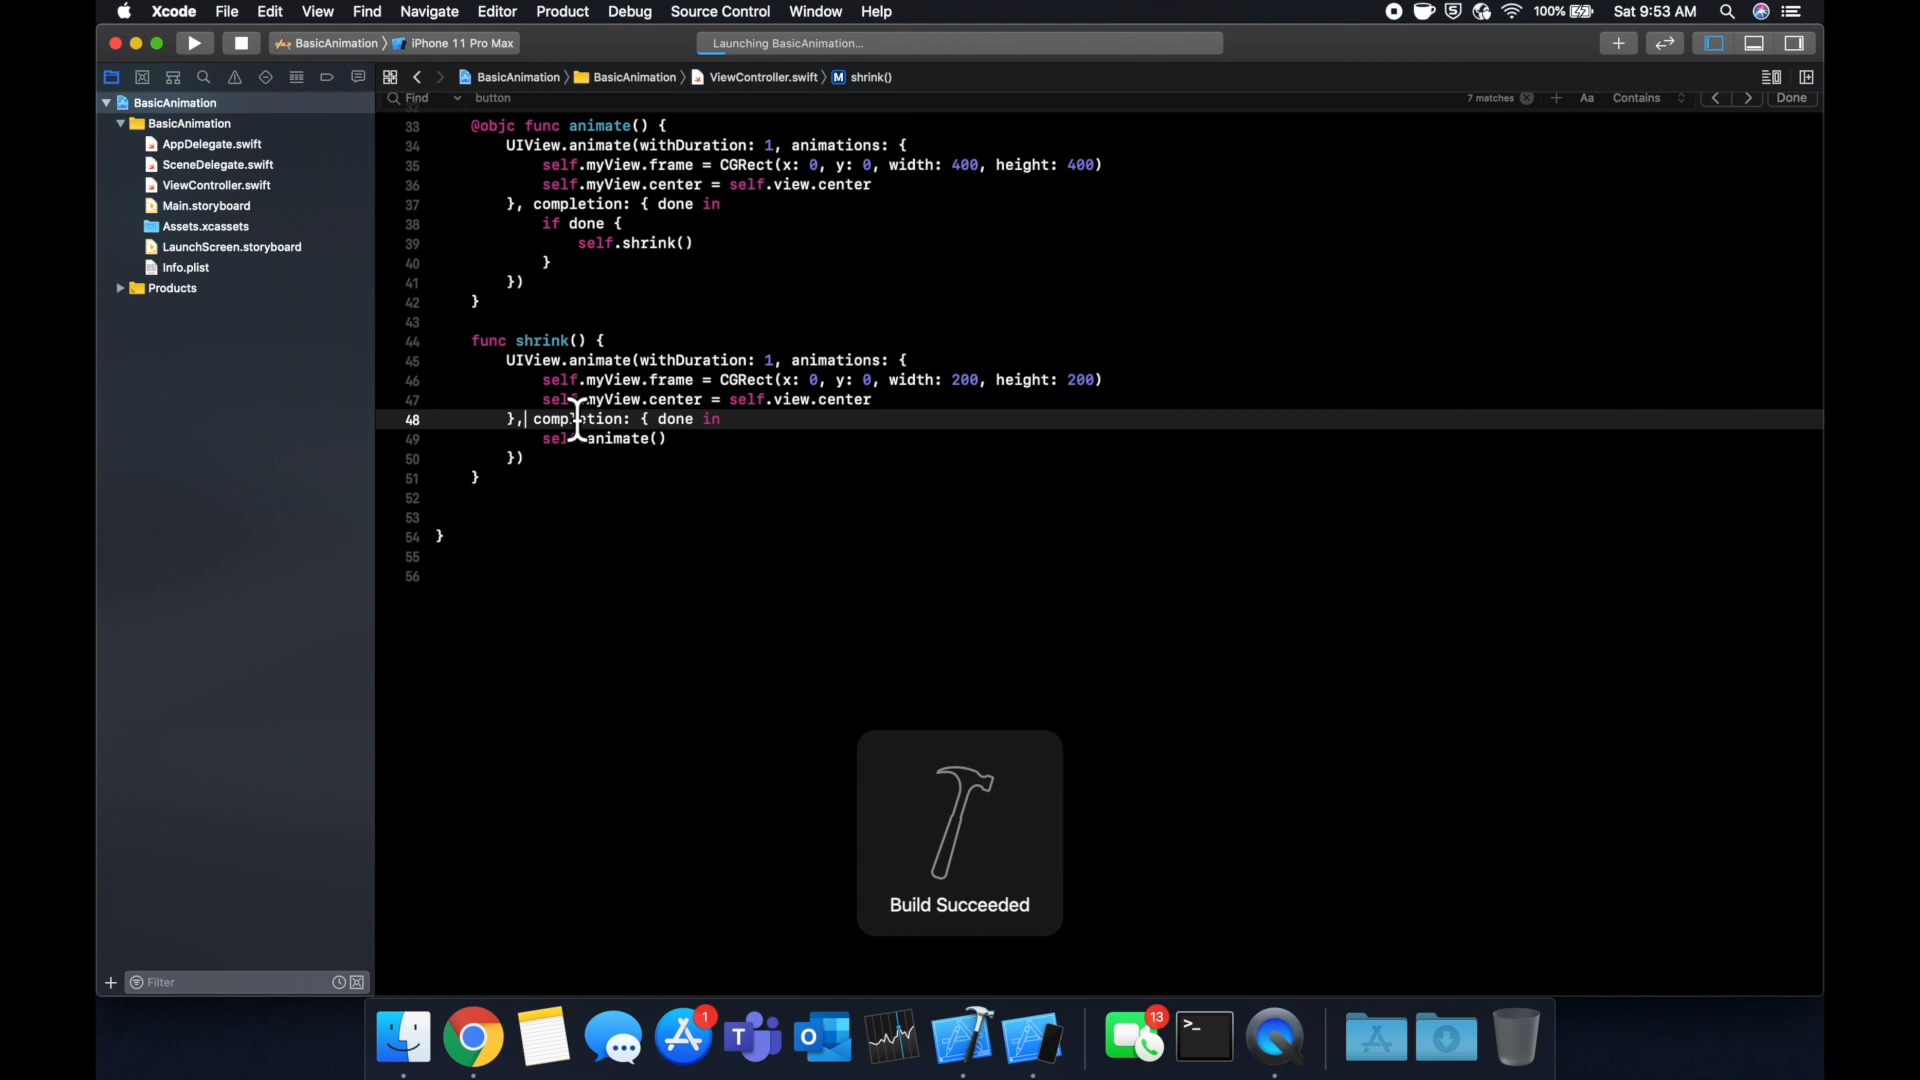 Xcode File Edit View Find Navigate Editor Product Debug Source Control Window Help 100% Sat 9:53 AM
BasicAnimation iPhone 11 Pro Max Launching BasicAnimation...
BasicAnimation BasicAnimation ViewController.swift M shrink()
Find button 7 matches Aa Contains Done
BasicAnimation
BasicAnimation
AppDelegate.swift
SceneDelegate.swift
ViewController.swift
Main.storyboard
Assets.xcassets
LaunchScreen.storyboard
Info.plist
Products
33 @objc func animate() {
34 UIView.animate(withDuration: 1, animations: {
35 self.myView.frame = CGRect(x: 0, y: 0, width: 400, height: 400)
36 self.myView.center = self.view.center
37 }, completion: { done in
38 if done {
39 self.shrink()
40 }
41 })
42 }
43
44 func shrink() {
45 UIView.animate(withDuration: 1, animations: {
46 self.myView.frame = CGRect(x: 0, y: 0, width: 200, height: 200)
47 self.myView.center = self.view.center
48 }, completion: { done in
49 self.animate()
50 })
51 }
52
53
54 }
55
56
Build Succeeded
Filter
1
13